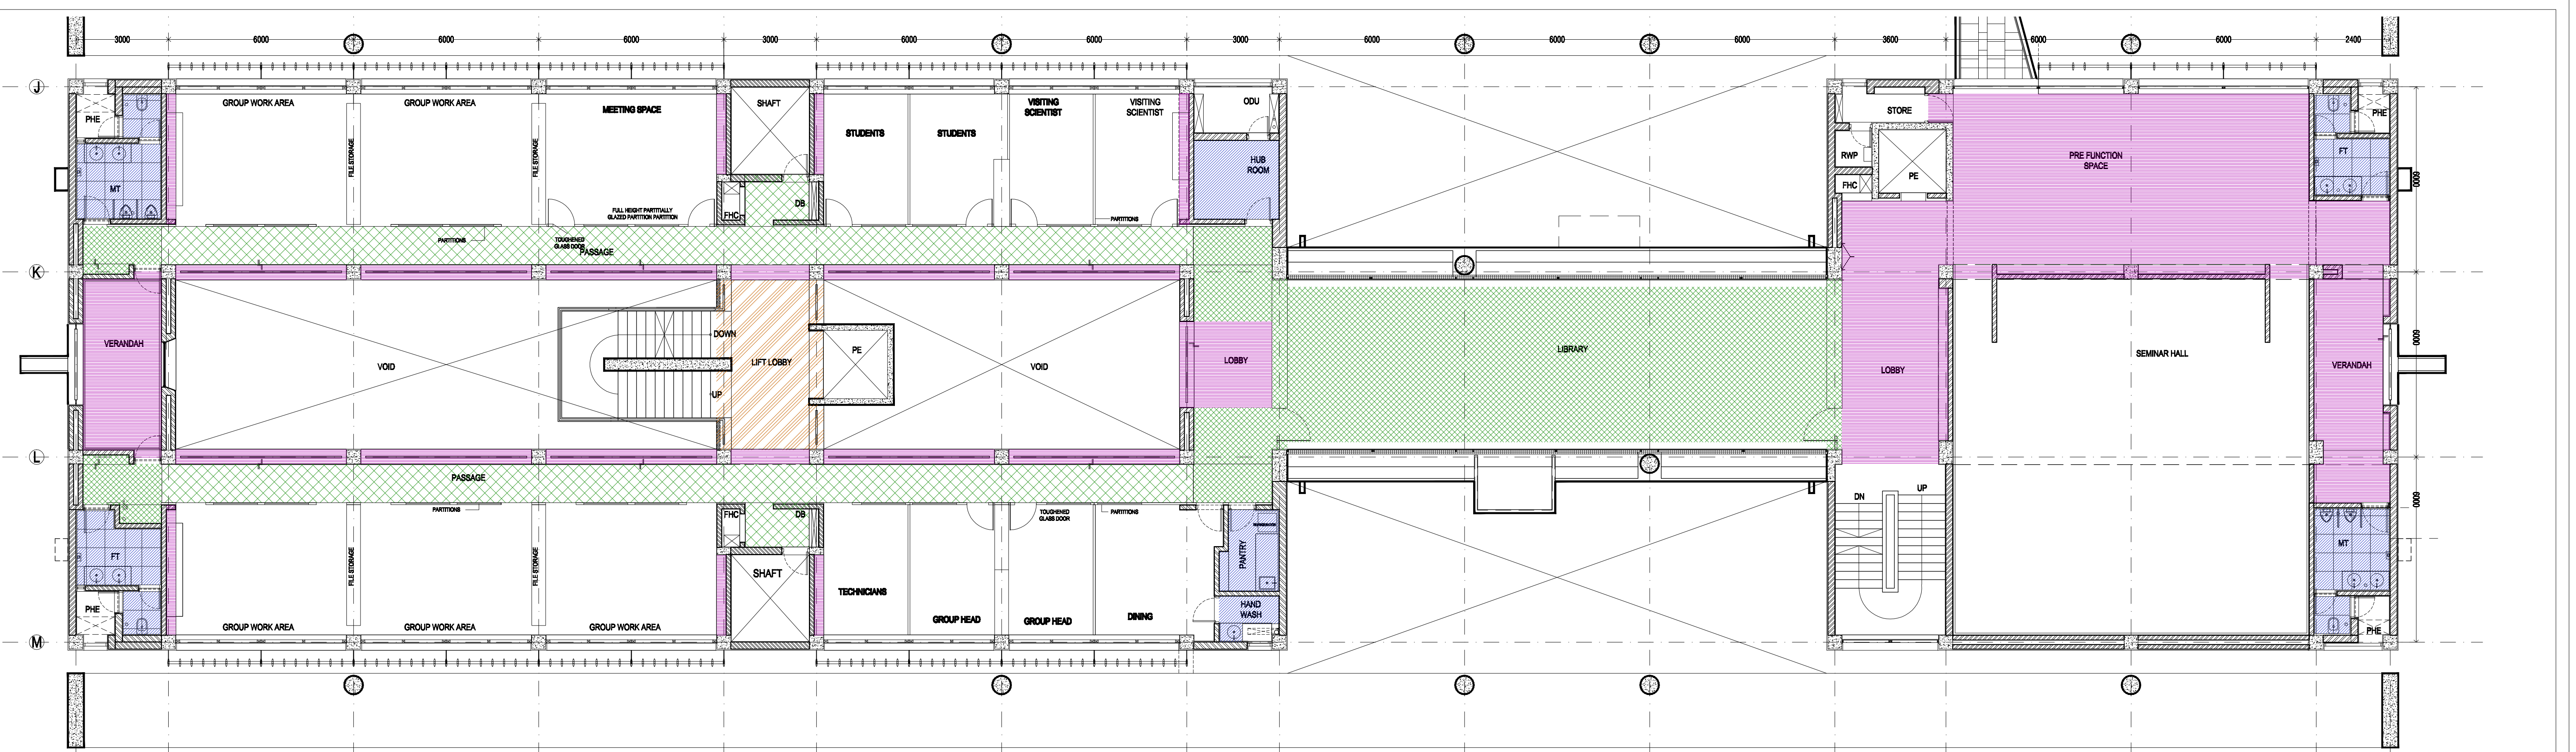 3000 6000 6000 6000 3000 6000 6000 3000 6000 6000 6000 3600 6000 6000 2400
J
GROUP WORK AREA
GROUP WORK AREA
MEETING SPACE
SHAFT
VISITING
SCIENTIST
VISITING
SCIENTIST
ODU
STORE
PHE
PHE
STUDENTS
STUDENTS
FILE STORAGE
FILE STORAGE
HUB
ROOM
RWP
PRE FUNCTION
SPACE
FT
PE
6000
MT
FHC
FULL HEIGHT PARTITIALLY
GLAZED PARTITION PARTITION
FHC
DB
PARTITIONS
PARTITIONS
TOUGHENED
GLASS DOOR
PASSAGE
K
DOWN
VERANDAH
VOID
LIFT LOBBY
PE
VOID
LOBBY
LIBRARY
LOBBY
SEMINAR HALL
VERANDAH
6000
UP
L
PASSAGE
DN
UP
6000
PARTITIONS
FHC
DB
TOUGHENED
GLASS DOOR
PARTITIONS
FT
FILE STORAGE
FILE STORAGE
PANTRY
MT
SHAFT
TECHNICIANS
PHE
HAND
WASH
GROUP WORK AREA
GROUP WORK AREA
GROUP WORK AREA
GROUP HEAD
GROUP HEAD
DINING
PHE
M